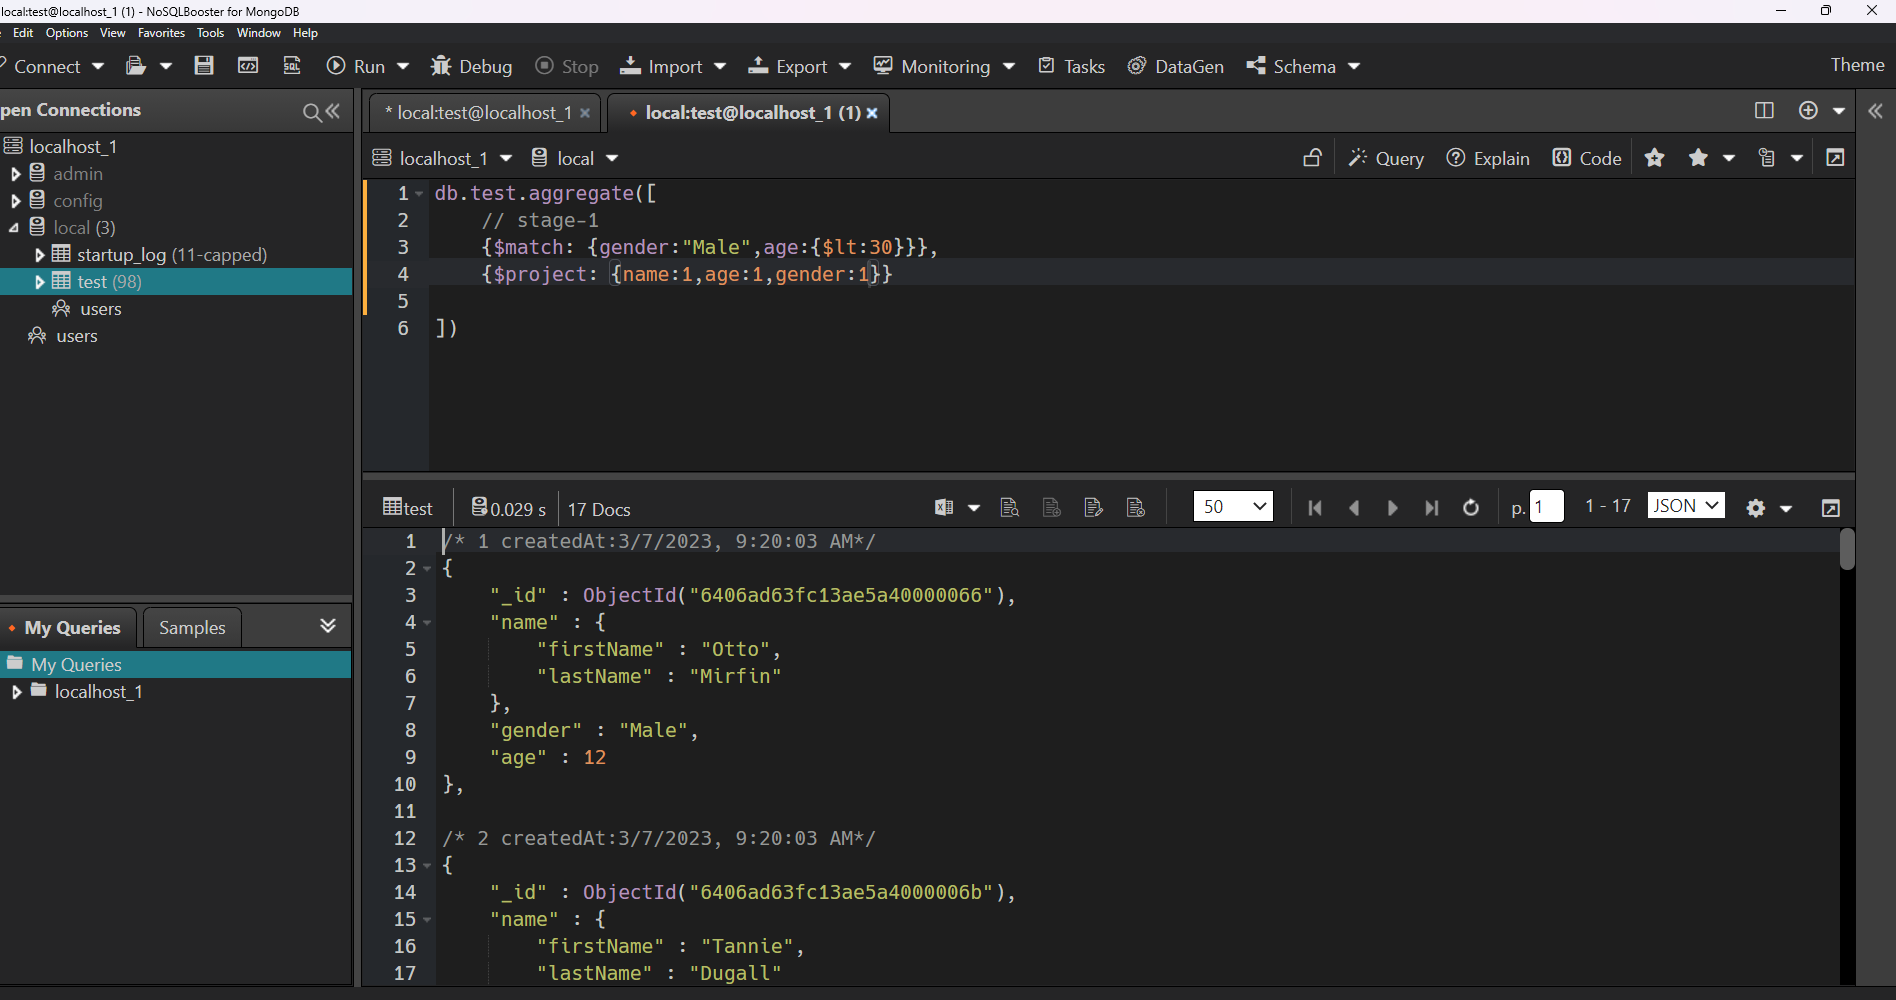 local:test@localhost_1 (1) - NoSQLBooster for MongoDB
Edit Options View Favorites Tools Window Help
Connect Run Debug Stop Import Export Monitoring Tasks DataGen Schema Theme
pen Connections
* local:test@localhost_1 local:test@localhost_1 (1)
localhost_1
admin
config
local (3)
startup_log (11-capped)
test (98)
users
users
localhost_1 local Query Explain Code
1 db.test.aggregate([
2 // stage-1
3 {$match: {gender:"Male",age:{$lt:30}}},
4 {$project: {name:1,age:1,gender:1}}
5
6 ])
test 0.029 s 17 Docs 50 p. 1 1 - 17 JSON
1 /* 1 createdAt:3/7/2023, 9:20:03 AM*/
2 {
3 "_id" : ObjectId("6406ad63fc13ae5a40000066"),
4 "name" : {
5 "firstName" : "Otto",
6 "lastName" : "Mirfin"
7 },
8 "gender" : "Male",
9 "age" : 12
10 },
11
12 /* 2 createdAt:3/7/2023, 9:20:03 AM*/
13 {
14 "_id" : ObjectId("6406ad63fc13ae5a4000006b"),
15 "name" : {
16 "firstName" : "Tannie",
17 "lastName" : "Dugall"
My Queries Samples
My Queries
localhost_1